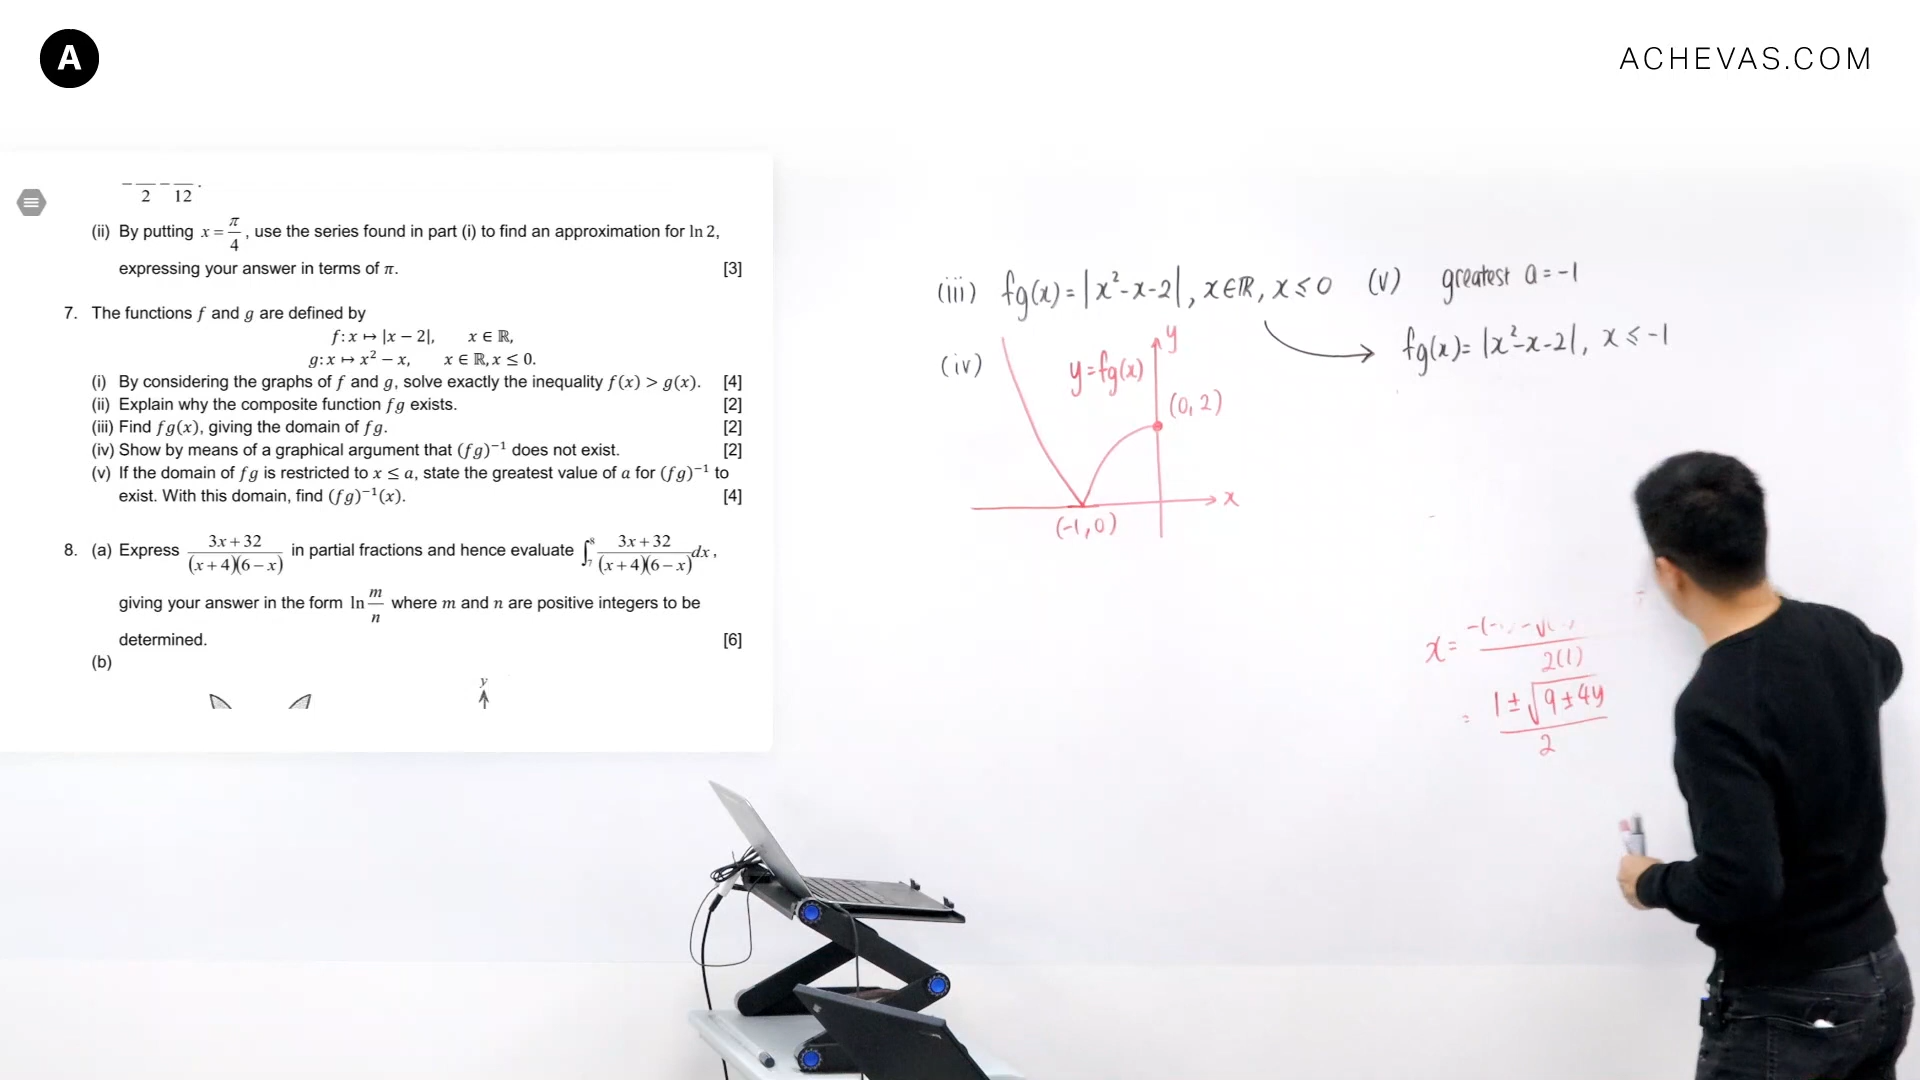 A
ACHEVAS.COM
2 12 .
(ii) By putting x = π/4, use the series found in part (i) to find an approximation for ln 2,
expressing your answer in terms of π. [3]
7. The functions f and g are defined by
f: x ↦ |x − 2|, x ∈ ℝ,
g: x ↦ x² − x, x ∈ ℝ, x ≤ 0.
(i) By considering the graphs of f and g, solve exactly the inequality f(x) > g(x). [4]
(ii) Explain why the composite function fg exists. [2]
(iii) Find fg(x), giving the domain of fg. [2]
(iv) Show by means of a graphical argument that (fg)⁻¹ does not exist. [2]
(v) If the domain of fg is restricted to x ≤ a, state the greatest value of a for (fg)⁻¹ to
exist. With this domain, find (fg)⁻¹(x). [4]
8. (a) Express (3x+32)/((x+4)(6−x)) in partial fractions and hence evaluate ∫₇⁸ (3x+32)/((x+4)(6−x)) dx,
giving your answer in the form ln m/n where m and n are positive integers to be
determined. [6]
(b)
y
(iii) fg(x) = |x²-x-2|, x∈ℝ, x ≤ 0
(iv)
y
y=fg(x)
(0, 2)
x
(-1, 0)
(v) greatest a = -1
fg(x) = |x²-x-2|, x ≤ -1
x =
2(1)
= (1 ± √(9±4y))/2